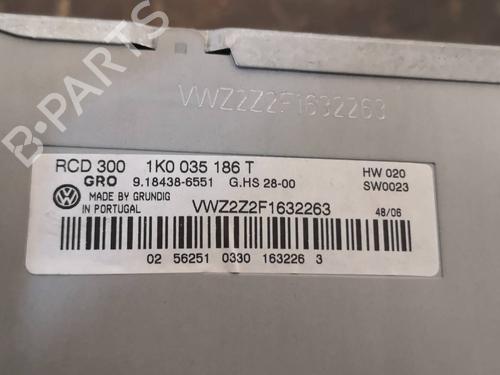 VWZ2Z2F1632263
B-PARTS
RCD 300 1K0 035 186 T
HW 020
GRO 9.18438-6551 G.HS 28-00
SW0023
MADE BY GRUNDIG
IN PORTUGAL
VWZ2Z2F1632263
48/06
02 56251 0330 163226 3